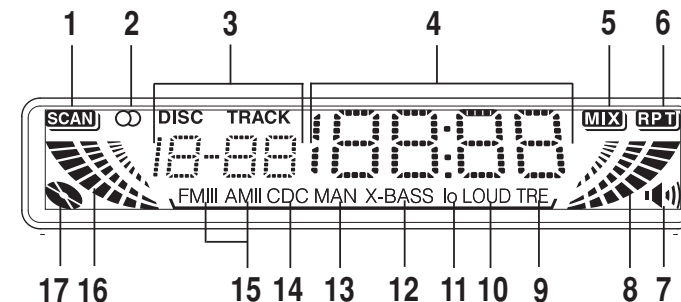 1 2 3 4 5 6
SCAN DISC TRACK MIX RPT
18-88 188:88
FMIII AMII CDC MAN X-BASS lo LOUD TRE
17 16 15 14 13 12 11 10 9 8 7